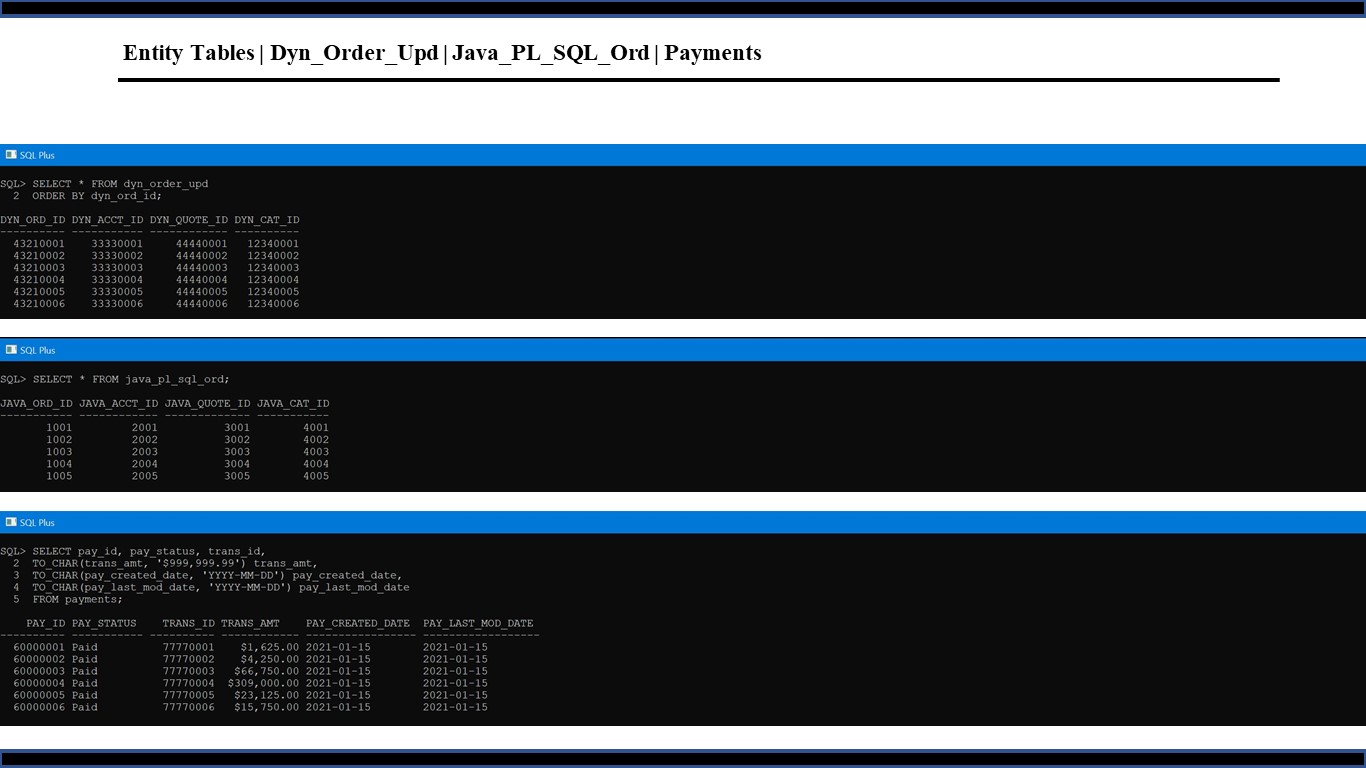 Entity Tables | Dyn_Order_Upd | Java_PL_SQL_Ord | Payments
SQL Plus
SQL> SELECT * FROM dyn_order_upd
  2  ORDER BY dyn_ord_id;
DYN_ORD_ID DYN_ACCT_ID DYN_QUOTE_ID DYN_CAT_ID
---------- ----------- ------------ ----------
  43210001    33330001     44440001   12340001
  43210002    33330002     44440002   12340002
  43210003    33330003     44440003   12340003
  43210004    33330004     44440004   12340004
  43210005    33330005     44440005   12340005
  43210006    33330006     44440006   12340006
SQL Plus
SQL> SELECT * FROM java_pl_sql_ord;
JAVA_ORD_ID JAVA_ACCT_ID JAVA_QUOTE_ID JAVA_CAT_ID
----------- ------------ ------------- -----------
       1001         2001          3001        4001
       1002         2002          3002        4002
       1003         2003          3003        4003
       1004         2004          3004        4004
       1005         2005          3005        4005
SQL Plus
SQL> SELECT pay_id, pay_status, trans_id,
  2  TO_CHAR(trans_amt, '$999,999.99') trans_amt,
  3  TO_CHAR(pay_created_date, 'YYYY-MM-DD') pay_created_date,
  4  TO_CHAR(pay_last_mod_date, 'YYYY-MM-DD') pay_last_mod_date
  5  FROM payments;
    PAY_ID PAY_STATUS    TRANS_ID TRANS_AMT    PAY_CREATED_DATE  PAY_LAST_MOD_DATE
---------- ----------- ---------- ------------ ----------------- ------------------
  60000001 Paid          77770001    $1,625.00 2021-01-15        2021-01-15
  60000002 Paid          77770002    $4,250.00 2021-01-15        2021-01-15
  60000003 Paid          77770003   $66,750.00 2021-01-15        2021-01-15
  60000004 Paid          77770004  $309,000.00 2021-01-15        2021-01-15
  60000005 Paid          77770005   $23,125.00 2021-01-15        2021-01-15
  60000006 Paid          77770006   $15,750.00 2021-01-15        2021-01-15